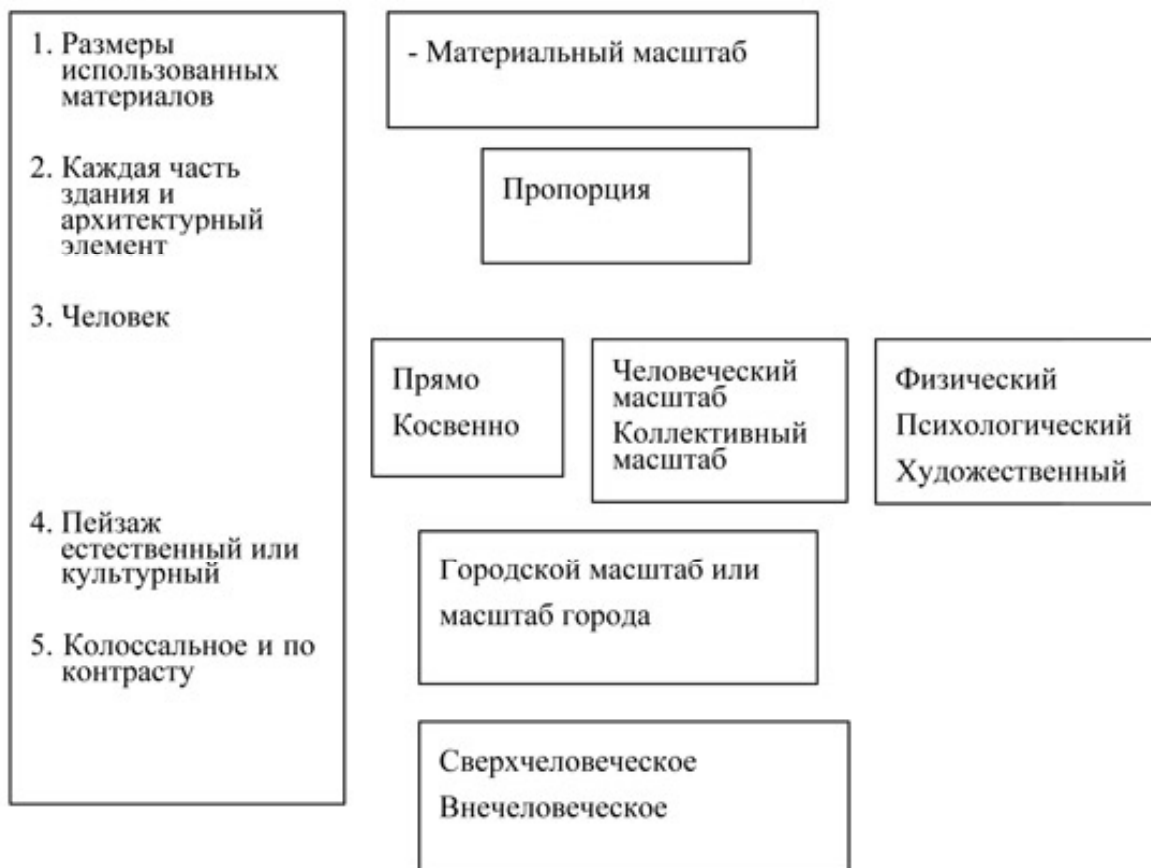 1. Размеры
использованных
материалов
- Материальный масштаб
2. Каждая часть
здания и
архитектурный
элемент
Пропорция
3. Человек
Прямо
Косвенно
Человеческий
масштаб
Коллективный
масштаб
Физический
Психологический
Художественный
4. Пейзаж
естественный или
культурный
Городской масштаб или
масштаб города
5. Колоссальное и по
контрасту
Сверхчеловеческое
Внечеловеческое